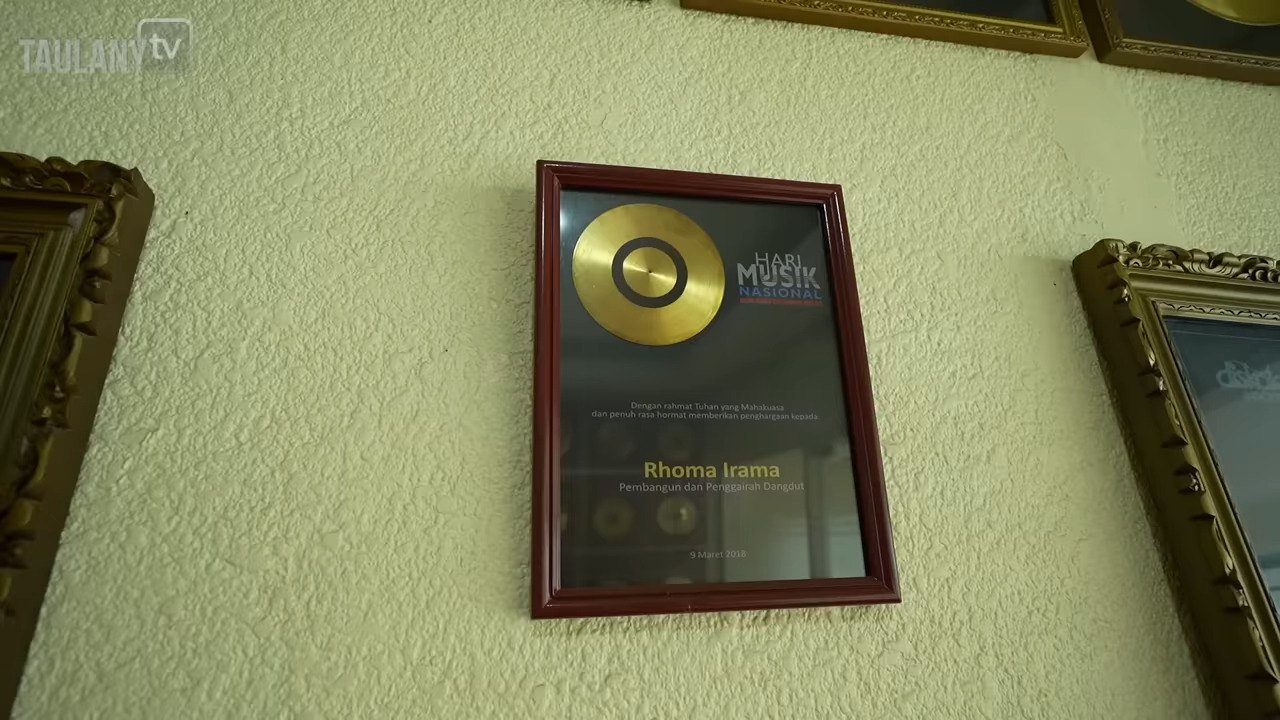 TAULANY tv
HARI
MUSIK
NASIONAL
Dengan rahmat Tuhan yang Mahakuasa
dan penuh rasa hormat memberikan penghargaan kepada
Rhoma Irama
Pembangun dan Penggairah Dangdut
9 Maret 2018